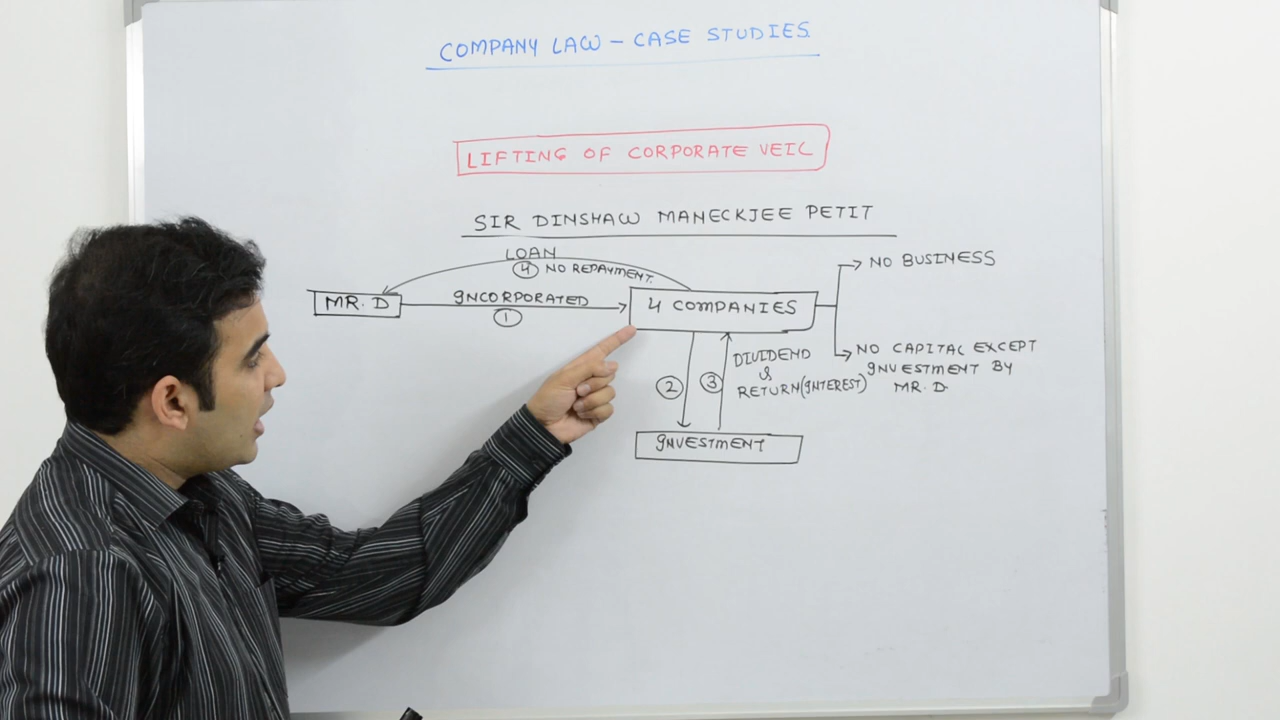 COMPANY LAW – CASE STUDIES
LIFTING OF CORPORATE VEIL
SIR DINSHAW MANECKJEE PETIT
LOAN
4 NO REPAYMENT.
MR. D
INCORPORATED
1
4 COMPANIES
NO BUSINESS
NO CAPITAL EXCEPT
INVESTMENT BY
MR. D.
2
3
DIVIDEND
&
RETURN (INTEREST)
INVESTMENT